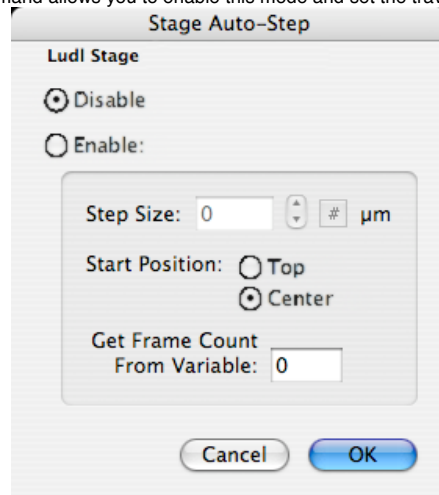 mand allows you to enable this mode and set the tra
Stage Auto-Step
Ludl Stage
Disable
Enable:
Step Size: 0 # µm
Start Position: Top
Center
Get Frame Count
From Variable: 0
Cancel OK